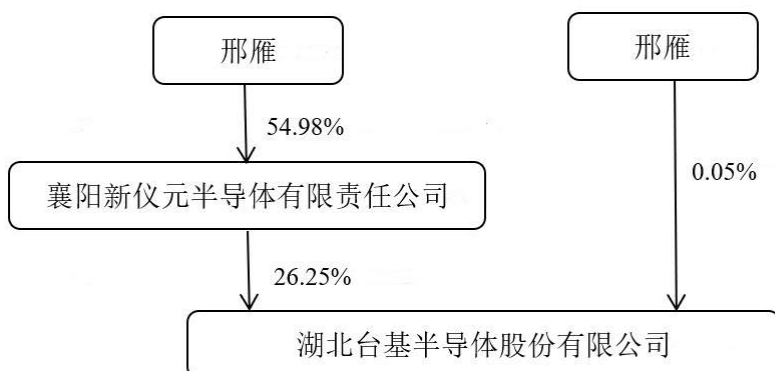 邢雁
邢雁
54.98%
0.05%
襄阳新仪元半导体有限责任公司
26.25%
湖北台基半导体股份有限公司